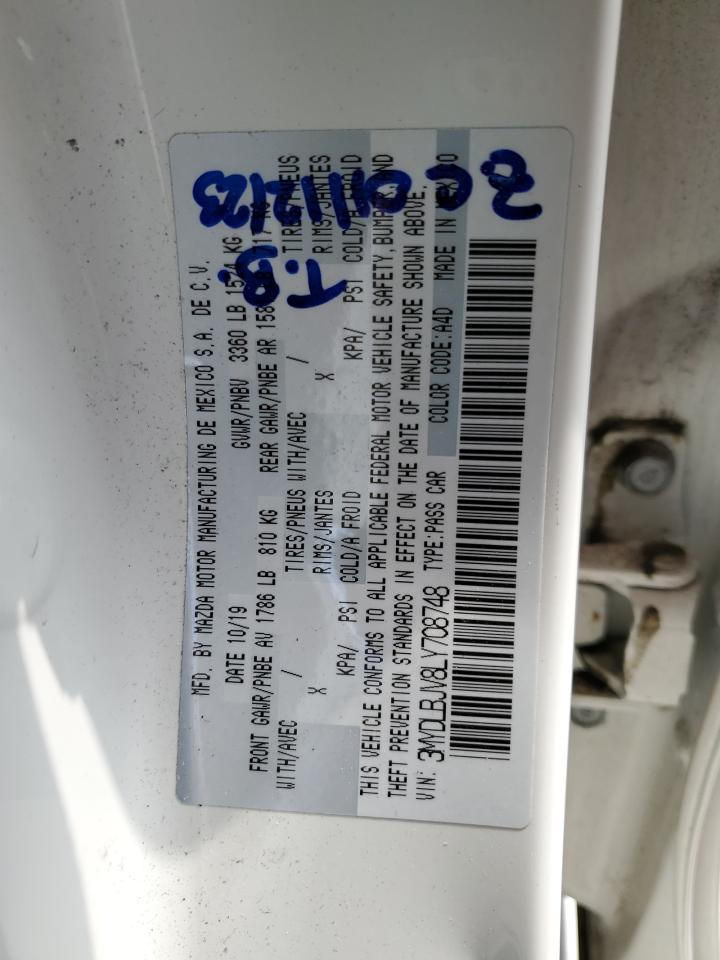 MFD. BY MAZDA MOTOR MANUFACTURING DE MEXICO S.A. DE C.V.
DATE 10/19 GVWR/PNBV 3360 LB KG
FRONT GAWR/PNBE AV 1786 LB 810 KG REAR GAWR/PNBE AR KG
WITH/AVEC / TIRES/PNEUS WITH/AVEC / TIRES/PNEUS
X RIMS/JANTES X RIMS/JANTES
KPA/ PSI COLD/A FROID KPA/ PSI COLD/A FROID
THIS VEHICLE CONFORMS TO ALL APPLICABLE FEDERAL MOTOR VEHICLE SAFETY, BUMPER, AND
THEFT PREVENTION STANDARDS IN EFFECT ON THE DATE OF MANUFACTURE SHOWN ABOVE.
VIN: 3MYDLBJV8LY708748 TYPE:PASS CAR COLOR CODE:A4D MADE IN MEXICO
T.B.